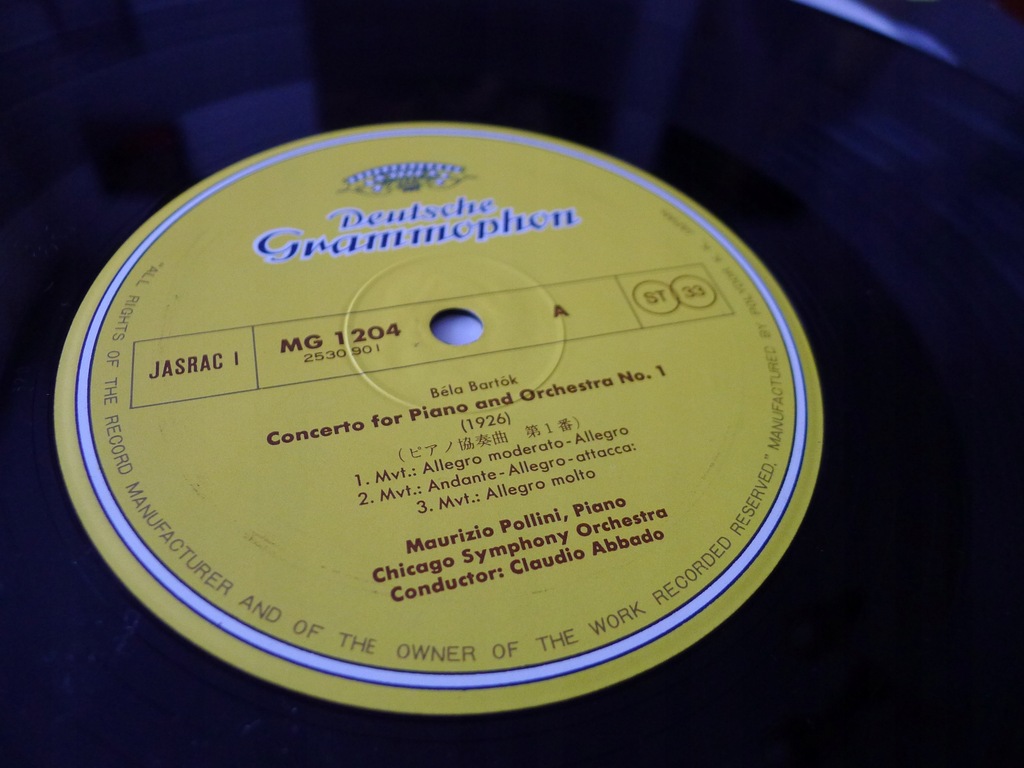 Deutsche
Grammophon
JASRAC I
MG 1204
2530 901
A
ST 33
Béla Bartók
Concerto for Piano and Orchestra No. 1
(1926)
(ピアノ協奏曲 第1番)
1. Mvt.: Allegro moderato-Allegro
2. Mvt.: Andante-Allegro-attacca:
3. Mvt.: Allegro molto
Maurizio Pollini, Piano
Chicago Symphony Orchestra
Conductor: Claudio Abbado
"ALL RIGHTS OF THE RECORD MANUFACTURER AND OF THE OWNER OF THE WORK RECORDED RESERVED." MANUFACTURED BY POLYDOR K. K. JAPAN